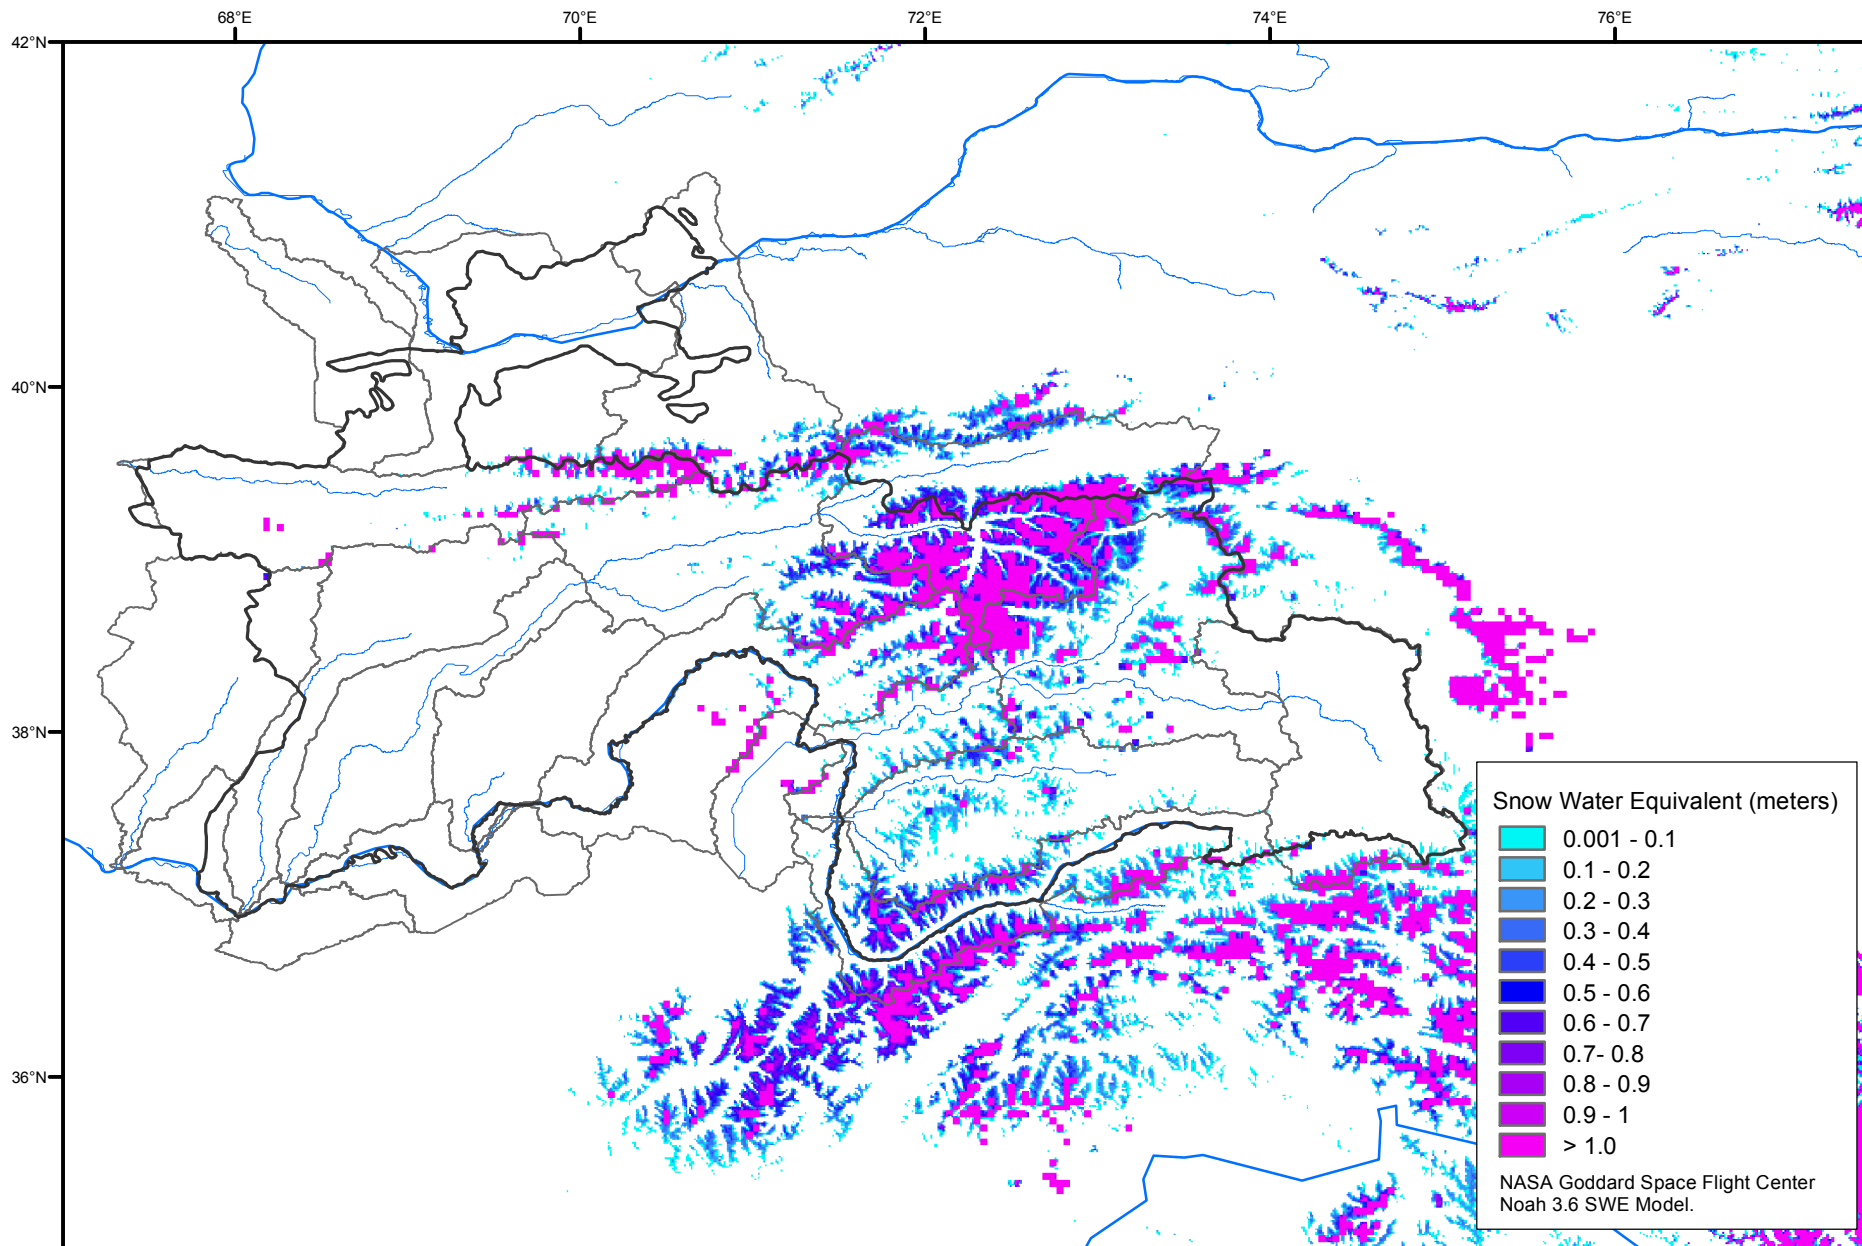 68°E 70°E 72°E 74°E 76°E
42°N
40°N
38°N
36°N
Snow Water Equivalent (meters)
0.001 - 0.1
0.1 - 0.2
0.2 - 0.3
0.3 - 0.4
0.4 - 0.5
0.5 - 0.6
0.6 - 0.7
0.7- 0.8
0.8 - 0.9
0.9 - 1
> 1.0
NASA Goddard Space Flight Center
Noah 3.6 SWE Model.